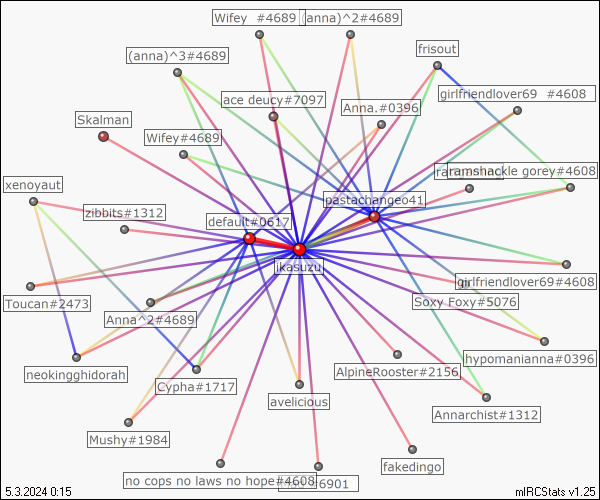 Wifey #4689
(anna)^2#4689
frisout
(anna)^3#4689
girlfriendlover69 #4608
ace deucy#7097
Anna.#0396
Skalman
Wifey#4689
ramshackle gorey#4608
xenoyaut
pastachangeo41
zibbits#1312
default#0617
ikasuzu
girlfriendlover69#4608
Toucan#2473
Soxy Foxy#5076
Anna^2#4689
hypomanianna#0396
neokingghidorah
Cypha#1717
AlpineRooster#2156
avelicious
Annarchist#1312
Mushy#1984
fakedingo
no cops no laws no hope#4608
#6901
5.3.2024 0:15
mIRCStats v1.25